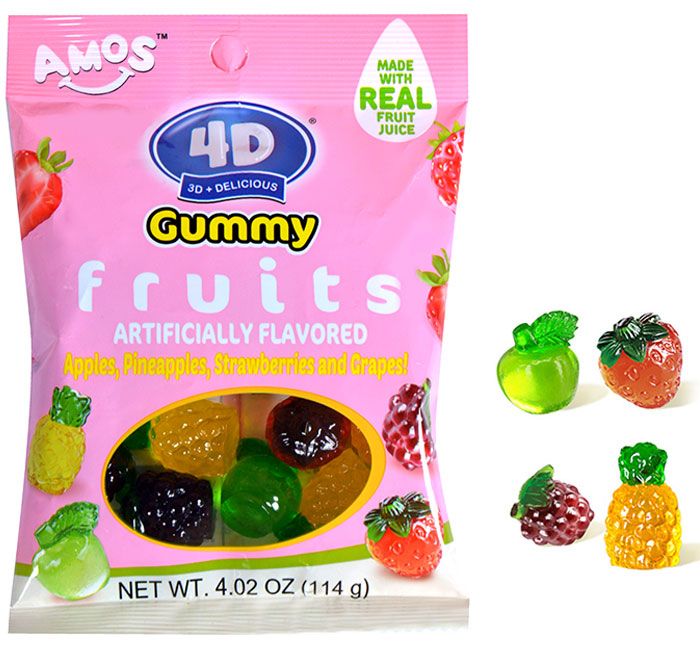 AMOS™
MADE
WITH
REAL
FRUIT
JUICE
4D®
3D + DELICIOUS
Gummy
fruits
ARTIFICIALLY FLAVORED
Apples, Pineapples, Strawberries and Grapes!
NET WT. 4.02 OZ (114 g)